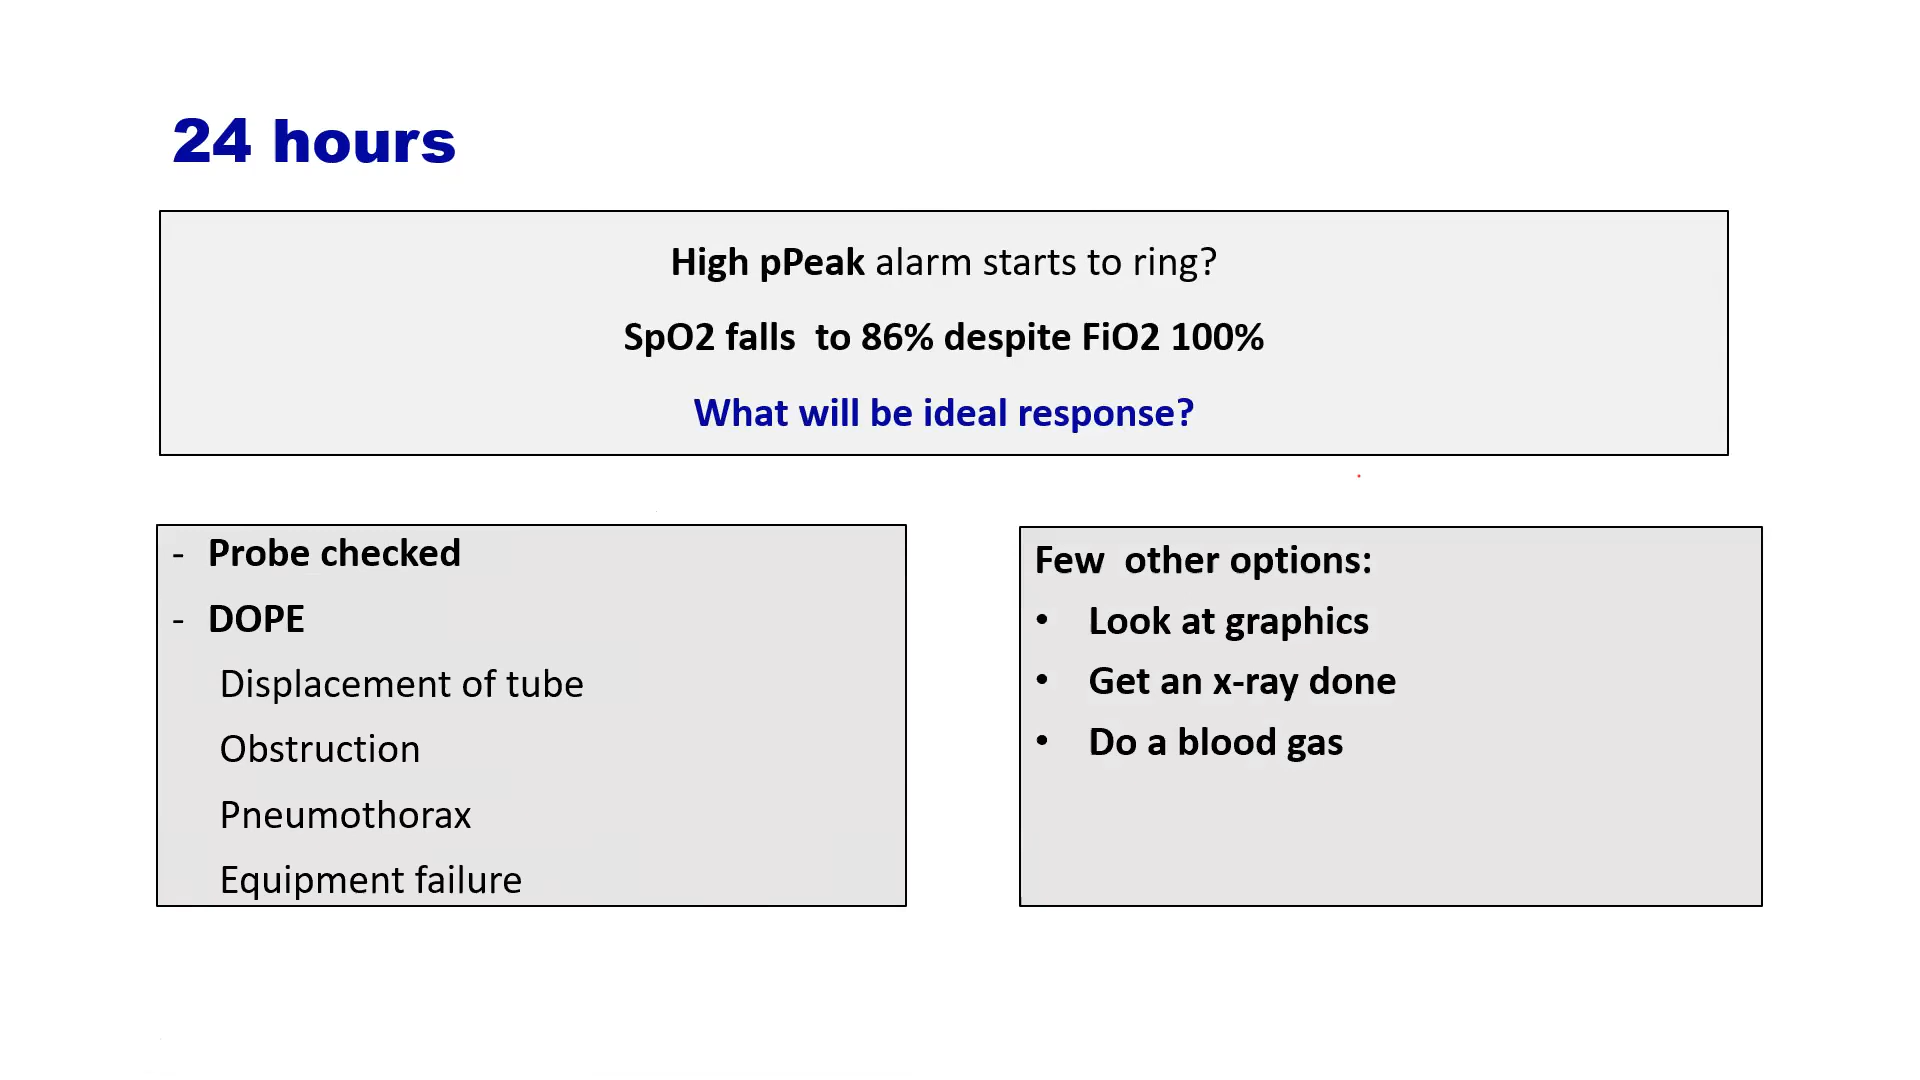 24 hours
High pPeak alarm starts to ring?
SpO2 falls  to 86% despite FiO2 100%
What will be ideal response?
- Probe checked
- DOPE
Displacement of tube
Obstruction
Pneumothorax
Equipment failure
Few  other options:
• Look at graphics
• Get an x-ray done
• Do a blood gas